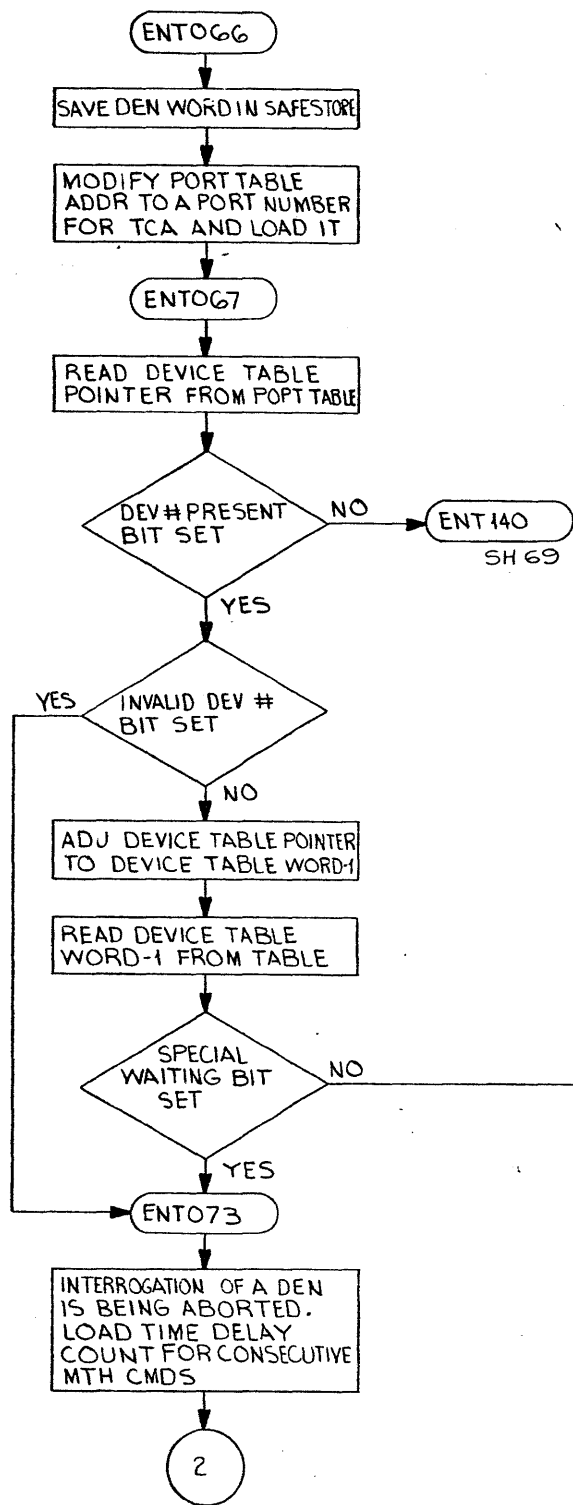 ENT066
SAVE DEN WORD IN SAFESTORE
MODIFY PORT TABLE
ADDR TO A PORT NUMBER
FOR TCA AND LOAD IT
ENT067
READ DEVICE TABLE
POINTER FROM POPT TABLE
DEV # PRESENT
BIT SET
NO
ENT140
SH 69
YES
YES
INVALID DEV #
BIT SET
NO
ADJ DEVICE TABLE POINTER
TO DEVICE TABLE WORD-1
READ DEVICE TABLE
WORD-1 FROM TABLE
SPECIAL
WAITING BIT
SET
NO
YES
ENT073
INTERROGATION OF A DEN
IS BEING ABORTED.
LOAD TIME DELAY
COUNT FOR CONSECUTIVE
MTH CMDS
2